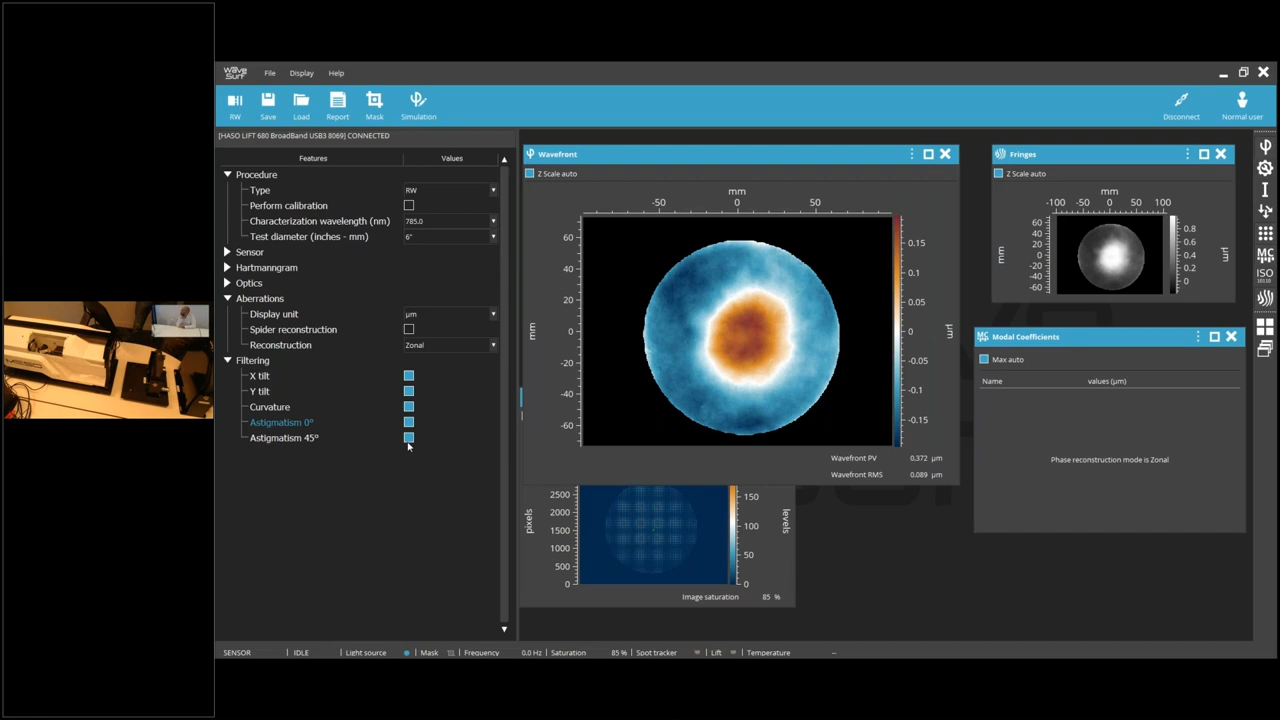 WAVE
SURF
File Display Help
RW Save Load Report Mask Simulation Disconnect Normal user
[HASO LIFT 680 BroadBand USB3 8069] CONNECTED
Features Values
Procedure
Type RW
Perform calibration
Characterization wavelength (nm) 785.0
Test diameter (inches - mm) 6"
Sensor
Hartmanngram
Optics
Aberrations
Display unit µm
Spider reconstruction
Reconstruction Zonal
Filtering
X tilt
Y tilt
Curvature
Astigmatism 0°
Astigmatism 45°
Wavefront
Z Scale auto
mm
-50 0 50
mm
60
40
20
0
-20
-40
-60
0.15
0.1
0.05
0
-0.05
-0.1
-0.15
µm
Wavefront PV 0.372 µm
Wavefront RMS 0.089 µm
pixels
2500
2000
1500
1000
500
0
150
100
50
0
levels
Image saturation 85 %
Fringes
Z Scale auto
mm
-100 -50 0 50 100
mm
60
40
20
0
-20
-40
-60
0.8
0.6
0.4
0.2
0
µm
MC Modal Coefficients
Max auto
Name values (µm)
Phase reconstruction mode is Zonal
MC
ISO
10110
SENSOR IDLE Light source Mask Frequency 0.0 Hz Saturation 85 % Spot tracker Lift Temperature --